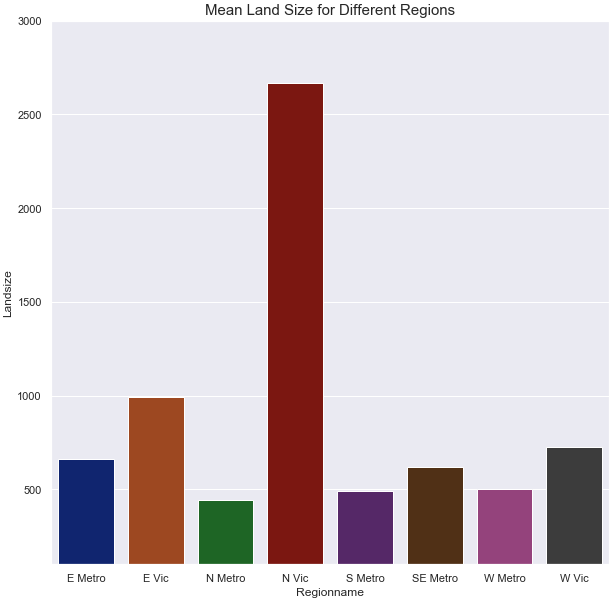 Mean Land Size for Different Regions
3000
2500
2000
1500
1000
500
Landsize
E Metro E Vic N Metro N Vic S Metro SE Metro W Metro W Vic
Regionname